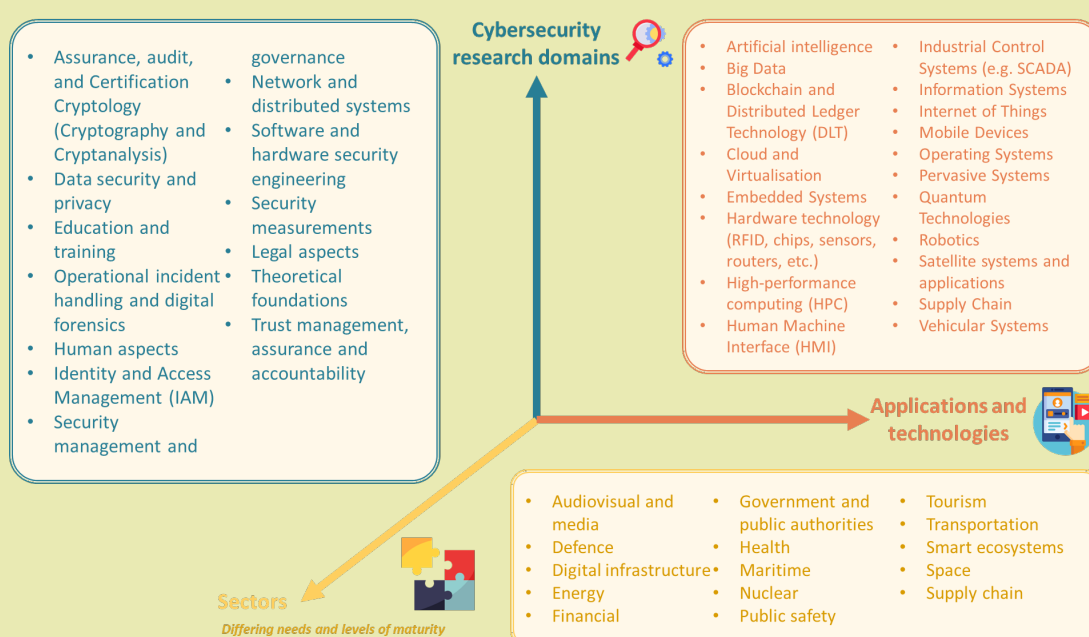 Cybersecurity
research domains
• Assurance, audit,
and Certification
Cryptology
(Cryptography and
Cryptanalysis)
• Data security and
privacy
• Education and
training
• Operational incident
handling and digital
forensics
• Human aspects
• Identity and Access
Management (IAM)
• Security
management and
governance
• Network and
distributed systems
• Software and
hardware security
engineering
• Security
measurements
• Legal aspects
• Theoretical
foundations
• Trust management,
assurance and
accountability
• Artificial intelligence
• Big Data
• Blockchain and
Distributed Ledger
Technology (DLT)
• Cloud and
Virtualisation
• Embedded Systems
• Hardware technology
(RFID, chips, sensors,
routers, etc.)
• High-performance
computing (HPC)
• Human Machine
Interface (HMI)
• Industrial Control
Systems (e.g. SCADA)
• Information Systems
• Internet of Things
• Mobile Devices
• Operating Systems
• Pervasive Systems
• Quantum
Technologies
• Robotics
• Satellite systems and
applications
• Supply Chain
• Vehicular Systems
Applications and
technologies
• Audiovisual and
media
• Defence
• Digital infrastructure
• Energy
• Financial
• Government and
public authorities
• Health
• Maritime
• Nuclear
• Public safety
• Tourism
• Transportation
• Smart ecosystems
• Space
• Supply chain
Sectors
Differing needs and levels of maturity